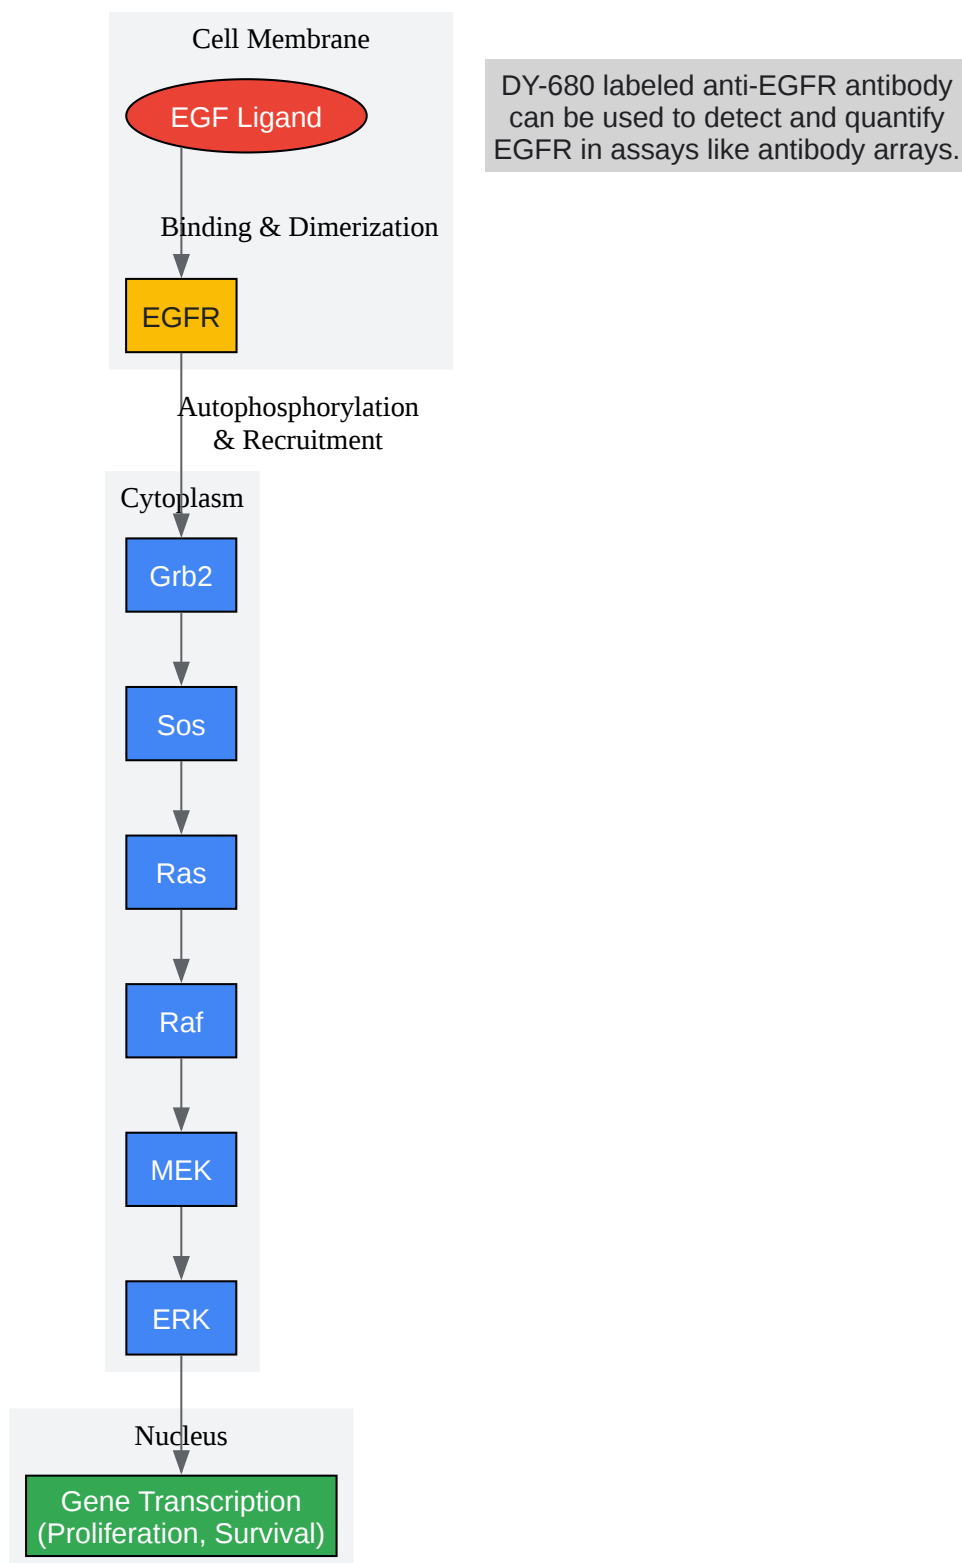 Cell Membrane
EGF Ligand
DY-680 labeled anti-EGFR antibody
can be used to detect and quantify
EGFR in assays like antibody arrays.
Binding & Dimerization
EGFR
Autophosphorylation
& Recruitment
Cytoplasm
Grb2
Sos
Ras
Raf
MEK
ERK
Nucleus
Gene Transcription
(Proliferation, Survival)